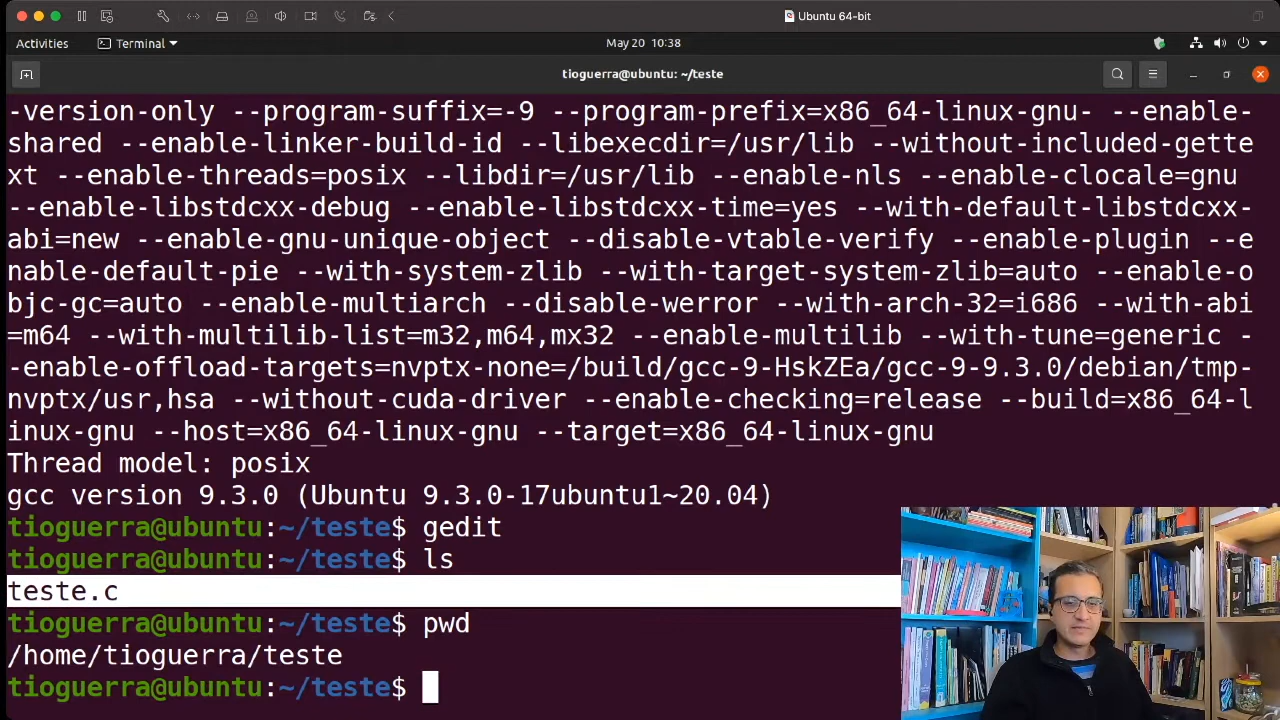 Ubuntu 64-bit
Activities
Terminal
May 20 10:38
tioguerra@ubuntu: ~/teste
-version-only --program-suffix=-9 --program-prefix=x86_64-linux-gnu- --enable-
shared --enable-linker-build-id --libexecdir=/usr/lib --without-included-gette
xt --enable-threads=posix --libdir=/usr/lib --enable-nls --enable-clocale=gnu
--enable-libstdcxx-debug --enable-libstdcxx-time=yes --with-default-libstdcxx-
abi=new --enable-gnu-unique-object --disable-vtable-verify --enable-plugin --e
nable-default-pie --with-system-zlib --with-target-system-zlib=auto --enable-o
bjc-gc=auto --enable-multiarch --disable-werror --with-arch-32=i686 --with-abi
=m64 --with-multilib-list=m32,m64,mx32 --enable-multilib --with-tune=generic -
-enable-offload-targets=nvptx-none=/build/gcc-9-HskZEa/gcc-9-9.3.0/debian/tmp-
nvptx/usr,hsa --without-cuda-driver --enable-checking=release --build=x86_64-l
inux-gnu --host=x86_64-linux-gnu --target=x86_64-linux-gnu
Thread model: posix
gcc version 9.3.0 (Ubuntu 9.3.0-17ubuntu1~20.04)
tioguerra@ubuntu:~/teste$ gedit
tioguerra@ubuntu:~/teste$ ls
teste.c
tioguerra@ubuntu:~/teste$ pwd
/home/tioguerra/teste
tioguerra@ubuntu:~/teste$